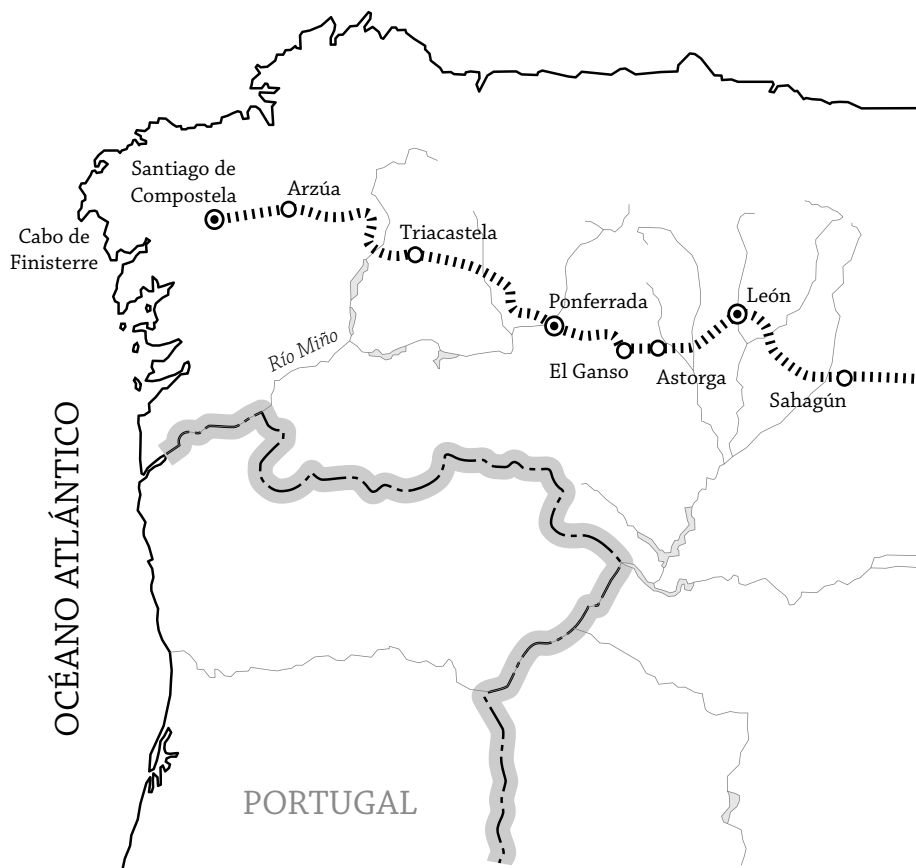 Santiago de
Compostela
Arzúa
Cabo de
Finisterre
Triacastela
Ponferrada
León
Río Miño
El Ganso
Astorga
Sahagún
OCÉANO ATLÁNTICO
PORTUGAL